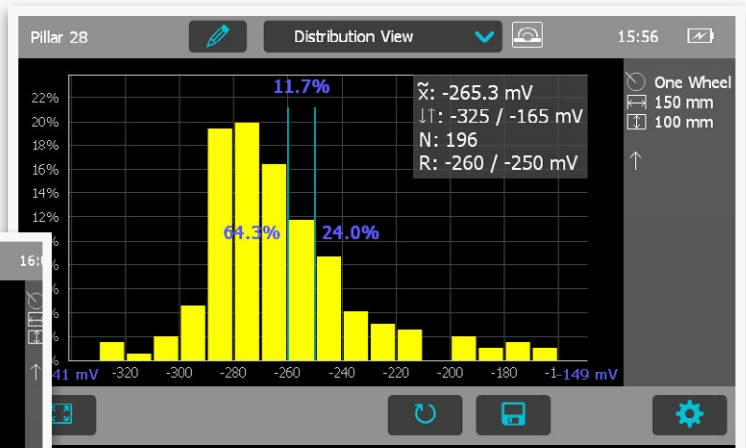 Pillar 28
Distribution View
15:56
11.7%
x̃: -265.3 mV
↓↑: -325 / -165 mV
N: 196
R: -260 / -250 mV
One Wheel
150 mm
100 mm
22%
20%
18%
16%
14%
12%
64.3%
24.0%
-320
-300
-280
-260
-240
-220
-200
-180
-149 mV